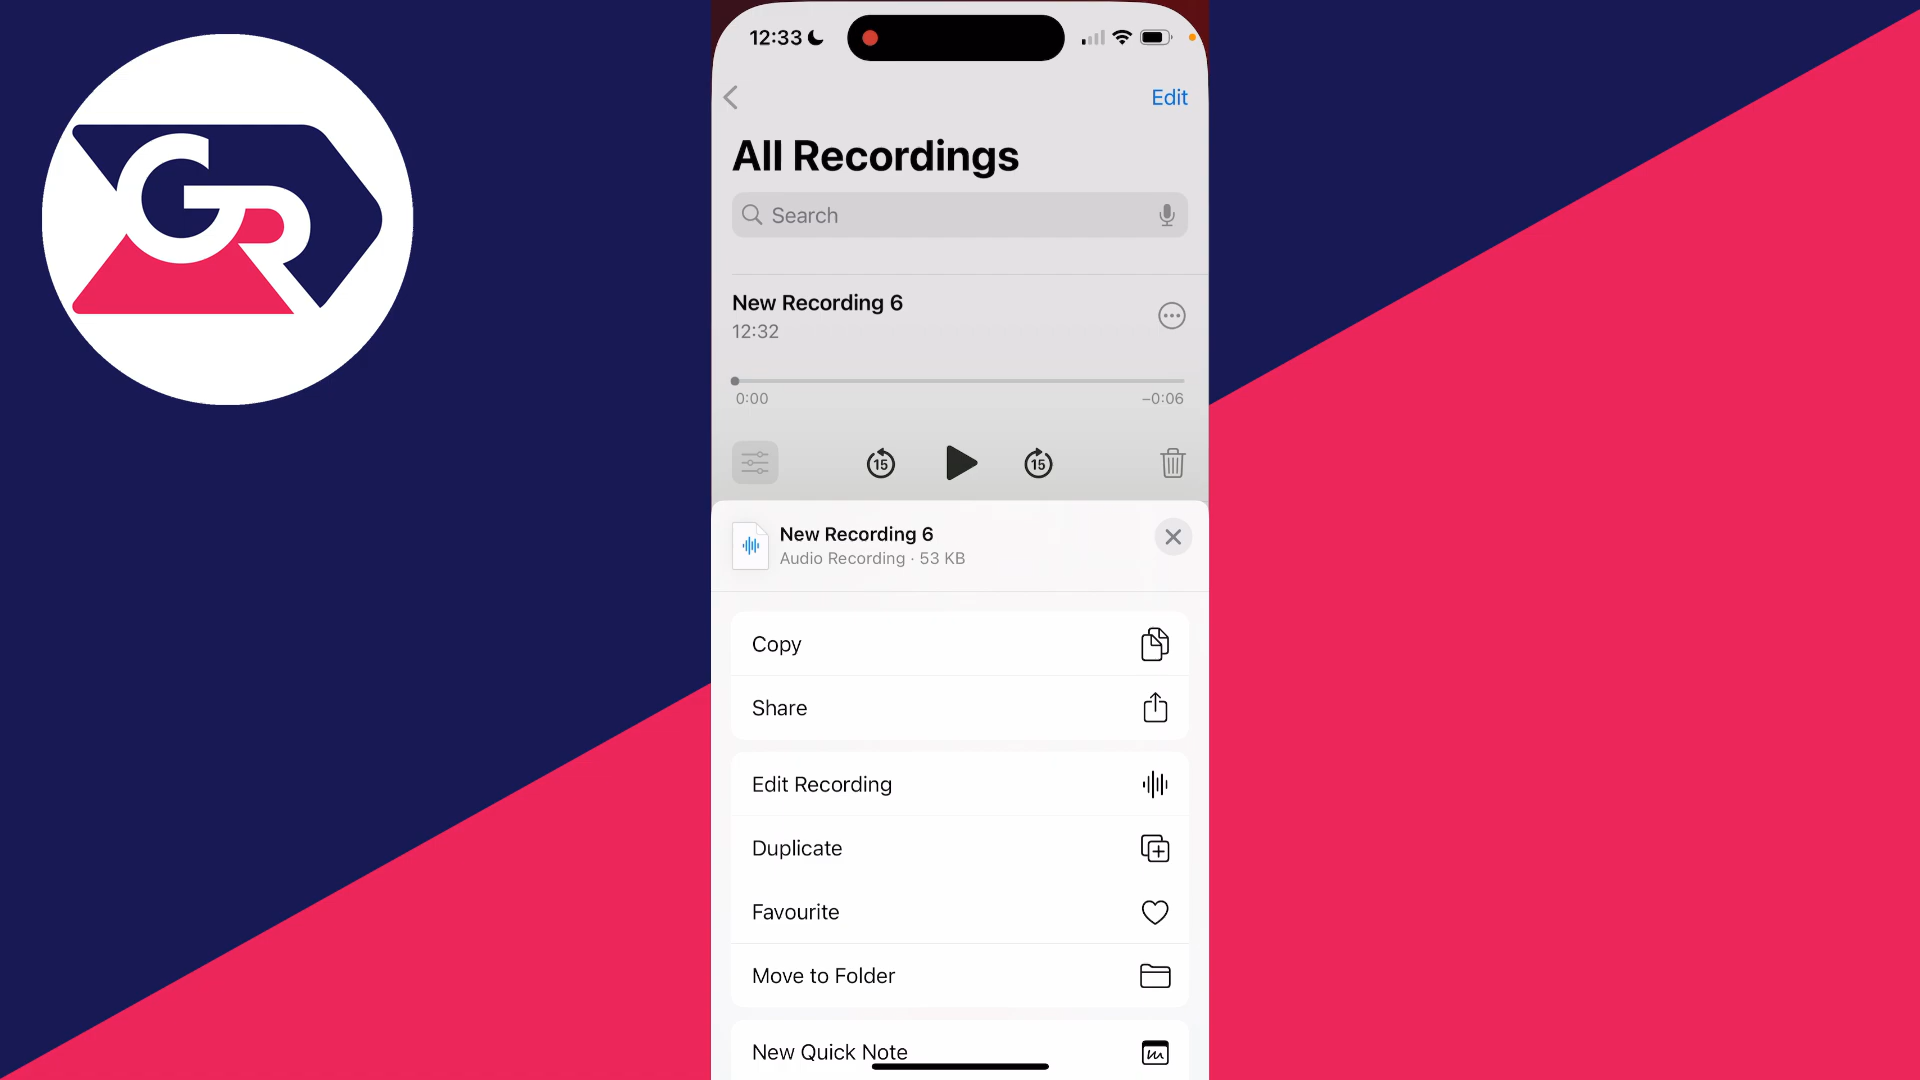 GR
12:33
Edit
All Recordings
Search
New Recording 6
12:32
0:00
–0:06
15
15
New Recording 6
Audio Recording · 53 KB
Copy
Share
Edit Recording
Duplicate
Favourite
Move to Folder
New Quick Note